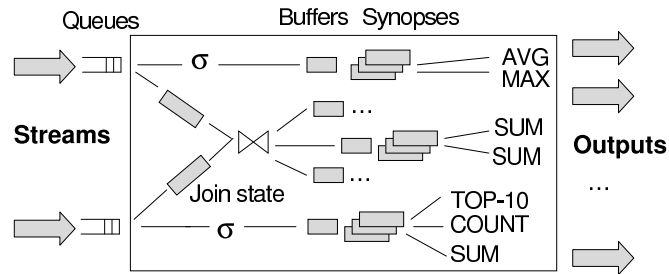 Queues
Buffers Synopses
σ
AVG
MAX
...
Streams
SUM
SUM
Outputs
...
Join state
...
TOP-10
COUNT
σ
SUM